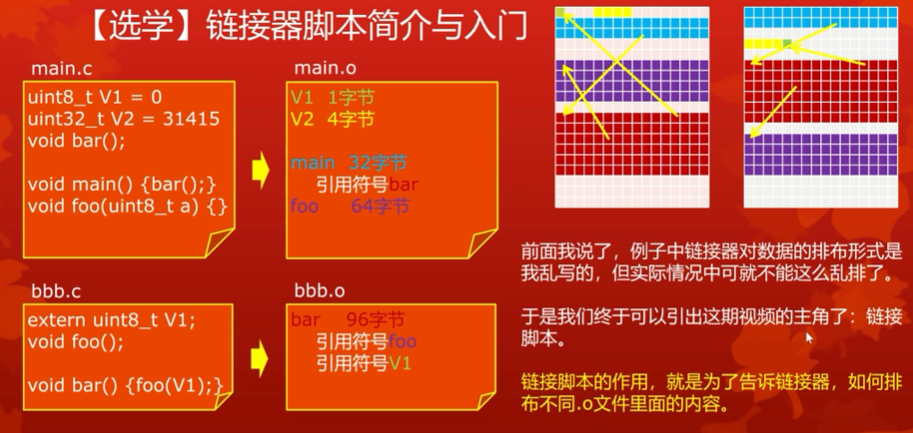 【选学】链接器脚本简介与入门
main.c
uint8_t V1 = 0
uint32_t V2 = 31415
void bar();
void main() {bar();}
void foo(uint8_t a) {}
main.o
V1 1字节
V2 4字节
main 32字节
引用符号bar
foo 64字节
bbb.c
extern uint8_t V1;
void foo();
void bar() {foo(V1);}
bbb.o
bar 96字节
引用符号foo
引用符号V1
前面我说了，例子中链接器对数据的排布形式是
我乱写的，但实际情况中可就不能这么乱排了。
于是我们终于可以引出这期视频的主角了：链接
脚本。
链接脚本的作用，就是为了告诉链接器，如何排
布不同.o文件里面的内容。